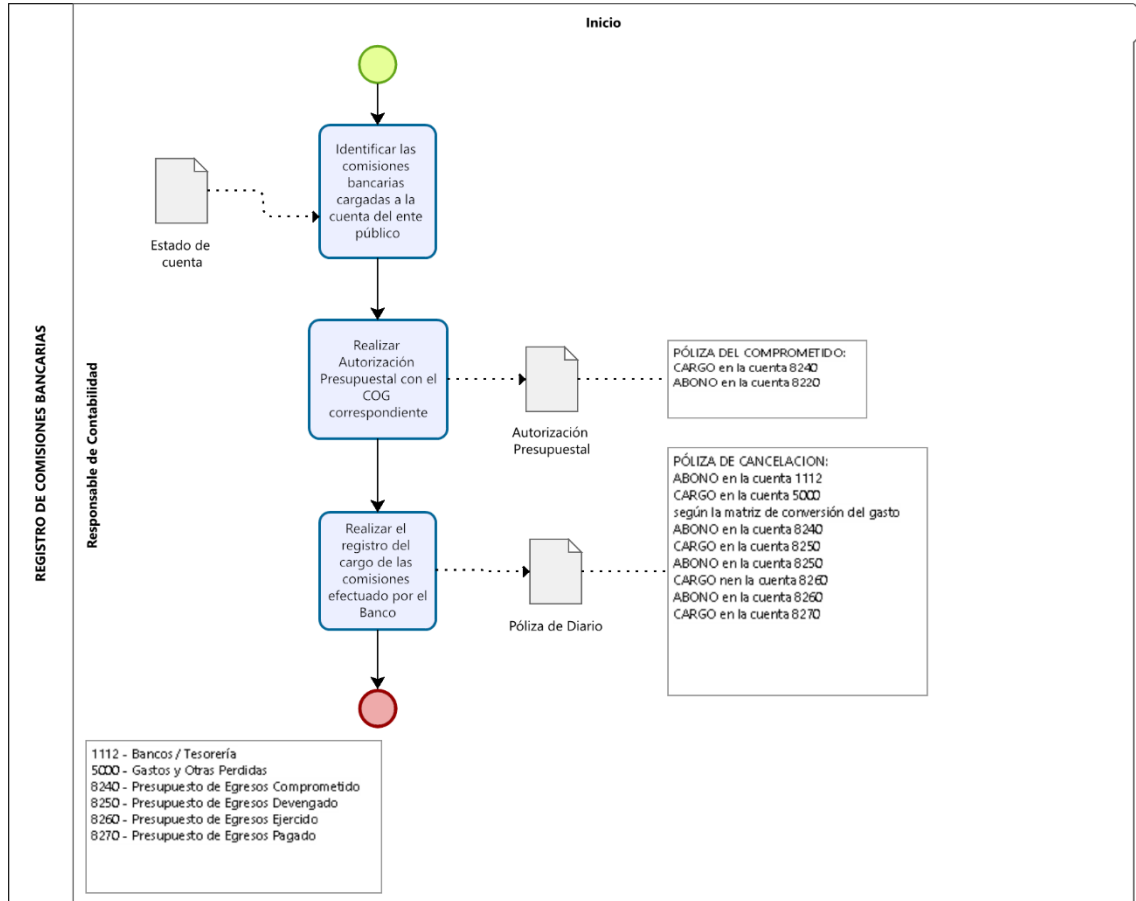 Inicio
REGISTRO DE COMISIONES BANCARIAS
Responsable de Contabilidad
Identificar las
comisiones
bancarias
cargadas a la
cuenta del ente
público
Estado de
cuenta
Realizar
Autorización
Presupuestal con el
COG
correspondiente
Autorización
Presupuestal
PÓLIZA DEL COMPROMETIDO:
CARGO en la cuenta 8240
ABONO en la cuenta 8220
Realizar el
registro del
cargo de las
comisiones
efectuado por el
Banco
Póliza de Diario
PÓLIZA DE CANCELACION:
ABONO en la cuenta 1112
CARGO en la cuenta 5000
según la matriz de conversión del gasto
ABONO en la cuenta 8240
CARGO en la cuenta 8250
ABONO en la cuenta 8250
CARGO nen la cuenta 8260
ABONO en la cuenta 8260
CARGO en la cuenta 8270
1112 - Bancos / Tesorería
5000 - Gastos y Otras Perdidas
8240 - Presupuesto de Egresos Comprometido
8250 - Presupuesto de Egresos Devengado
8260 - Presupuesto de Egresos Ejercido
8270 - Presupuesto de Egresos Pagado